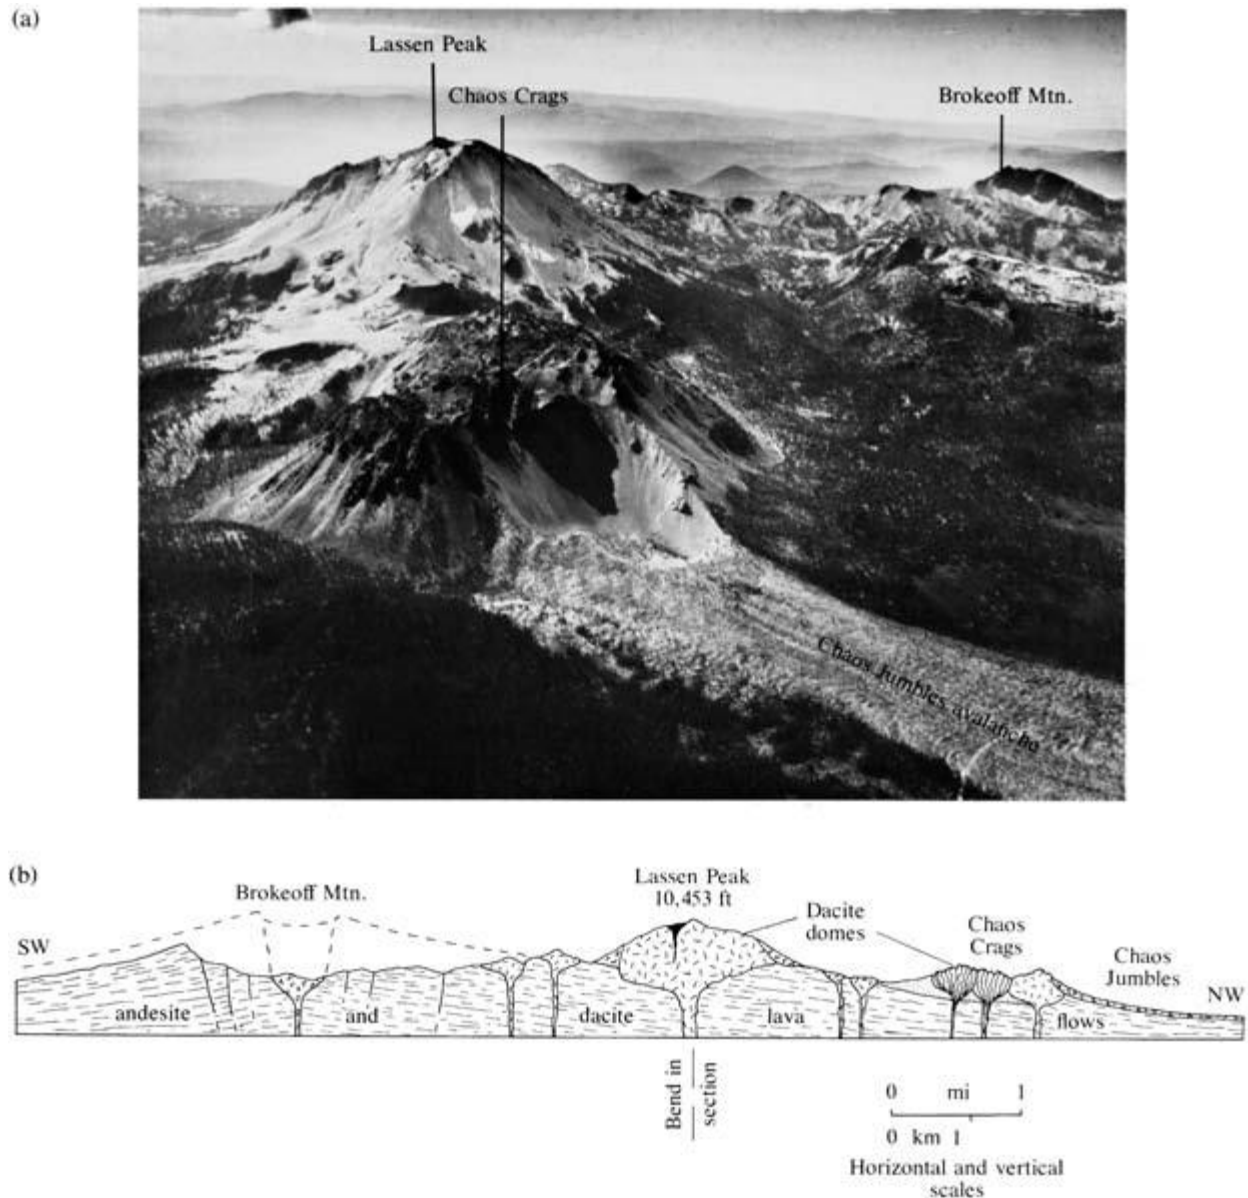 (a)
Lassen Peak
Chaos Crags
Brokeoff Mtn.
Chaos Jumbles avalanche
(b)
Brokeoff Mtn.
Lassen Peak
10,453 ft
Dacite
domes
Chaos
Crags
Chaos
Jumbles
SW
NW
andesite and dacite lava flows
Bend in
section
0 mi 1
0 km 1
Horizontal and vertical
scales